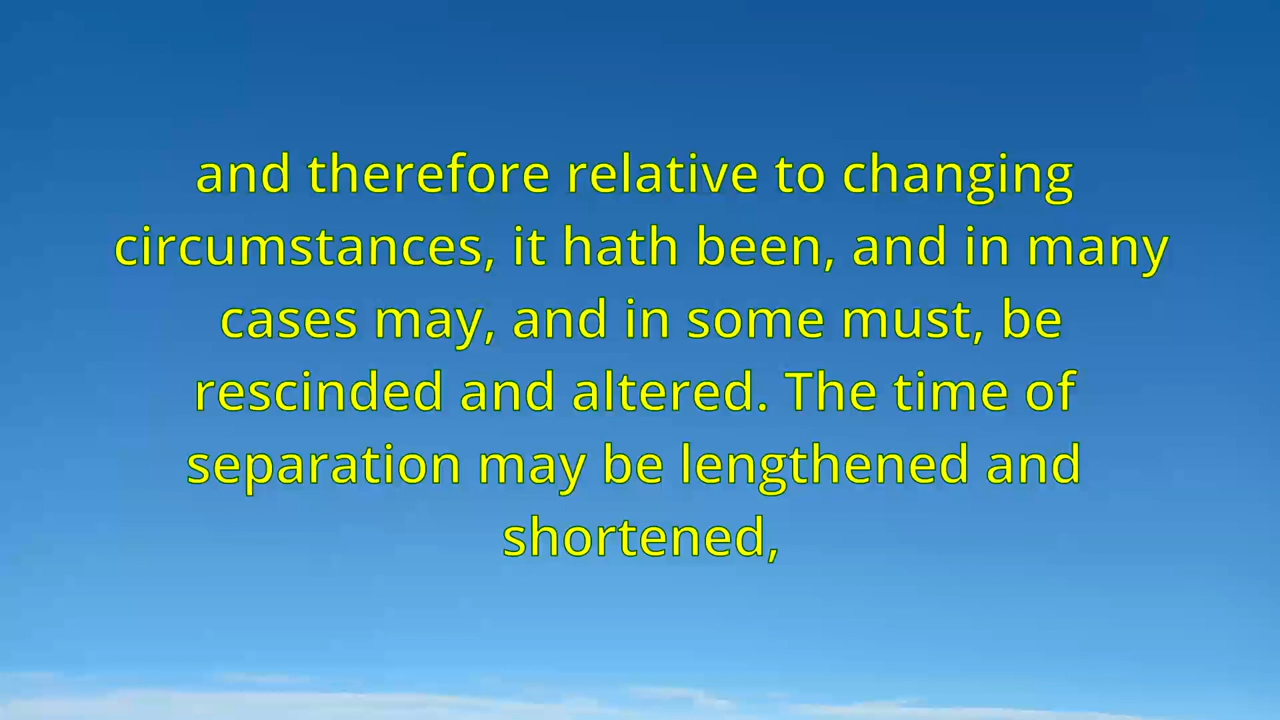 and therefore relative to changing
circumstances, it hath been, and in many
cases may, and in some must, be
rescinded and altered. The time of
separation may be lengthened and
shortened,